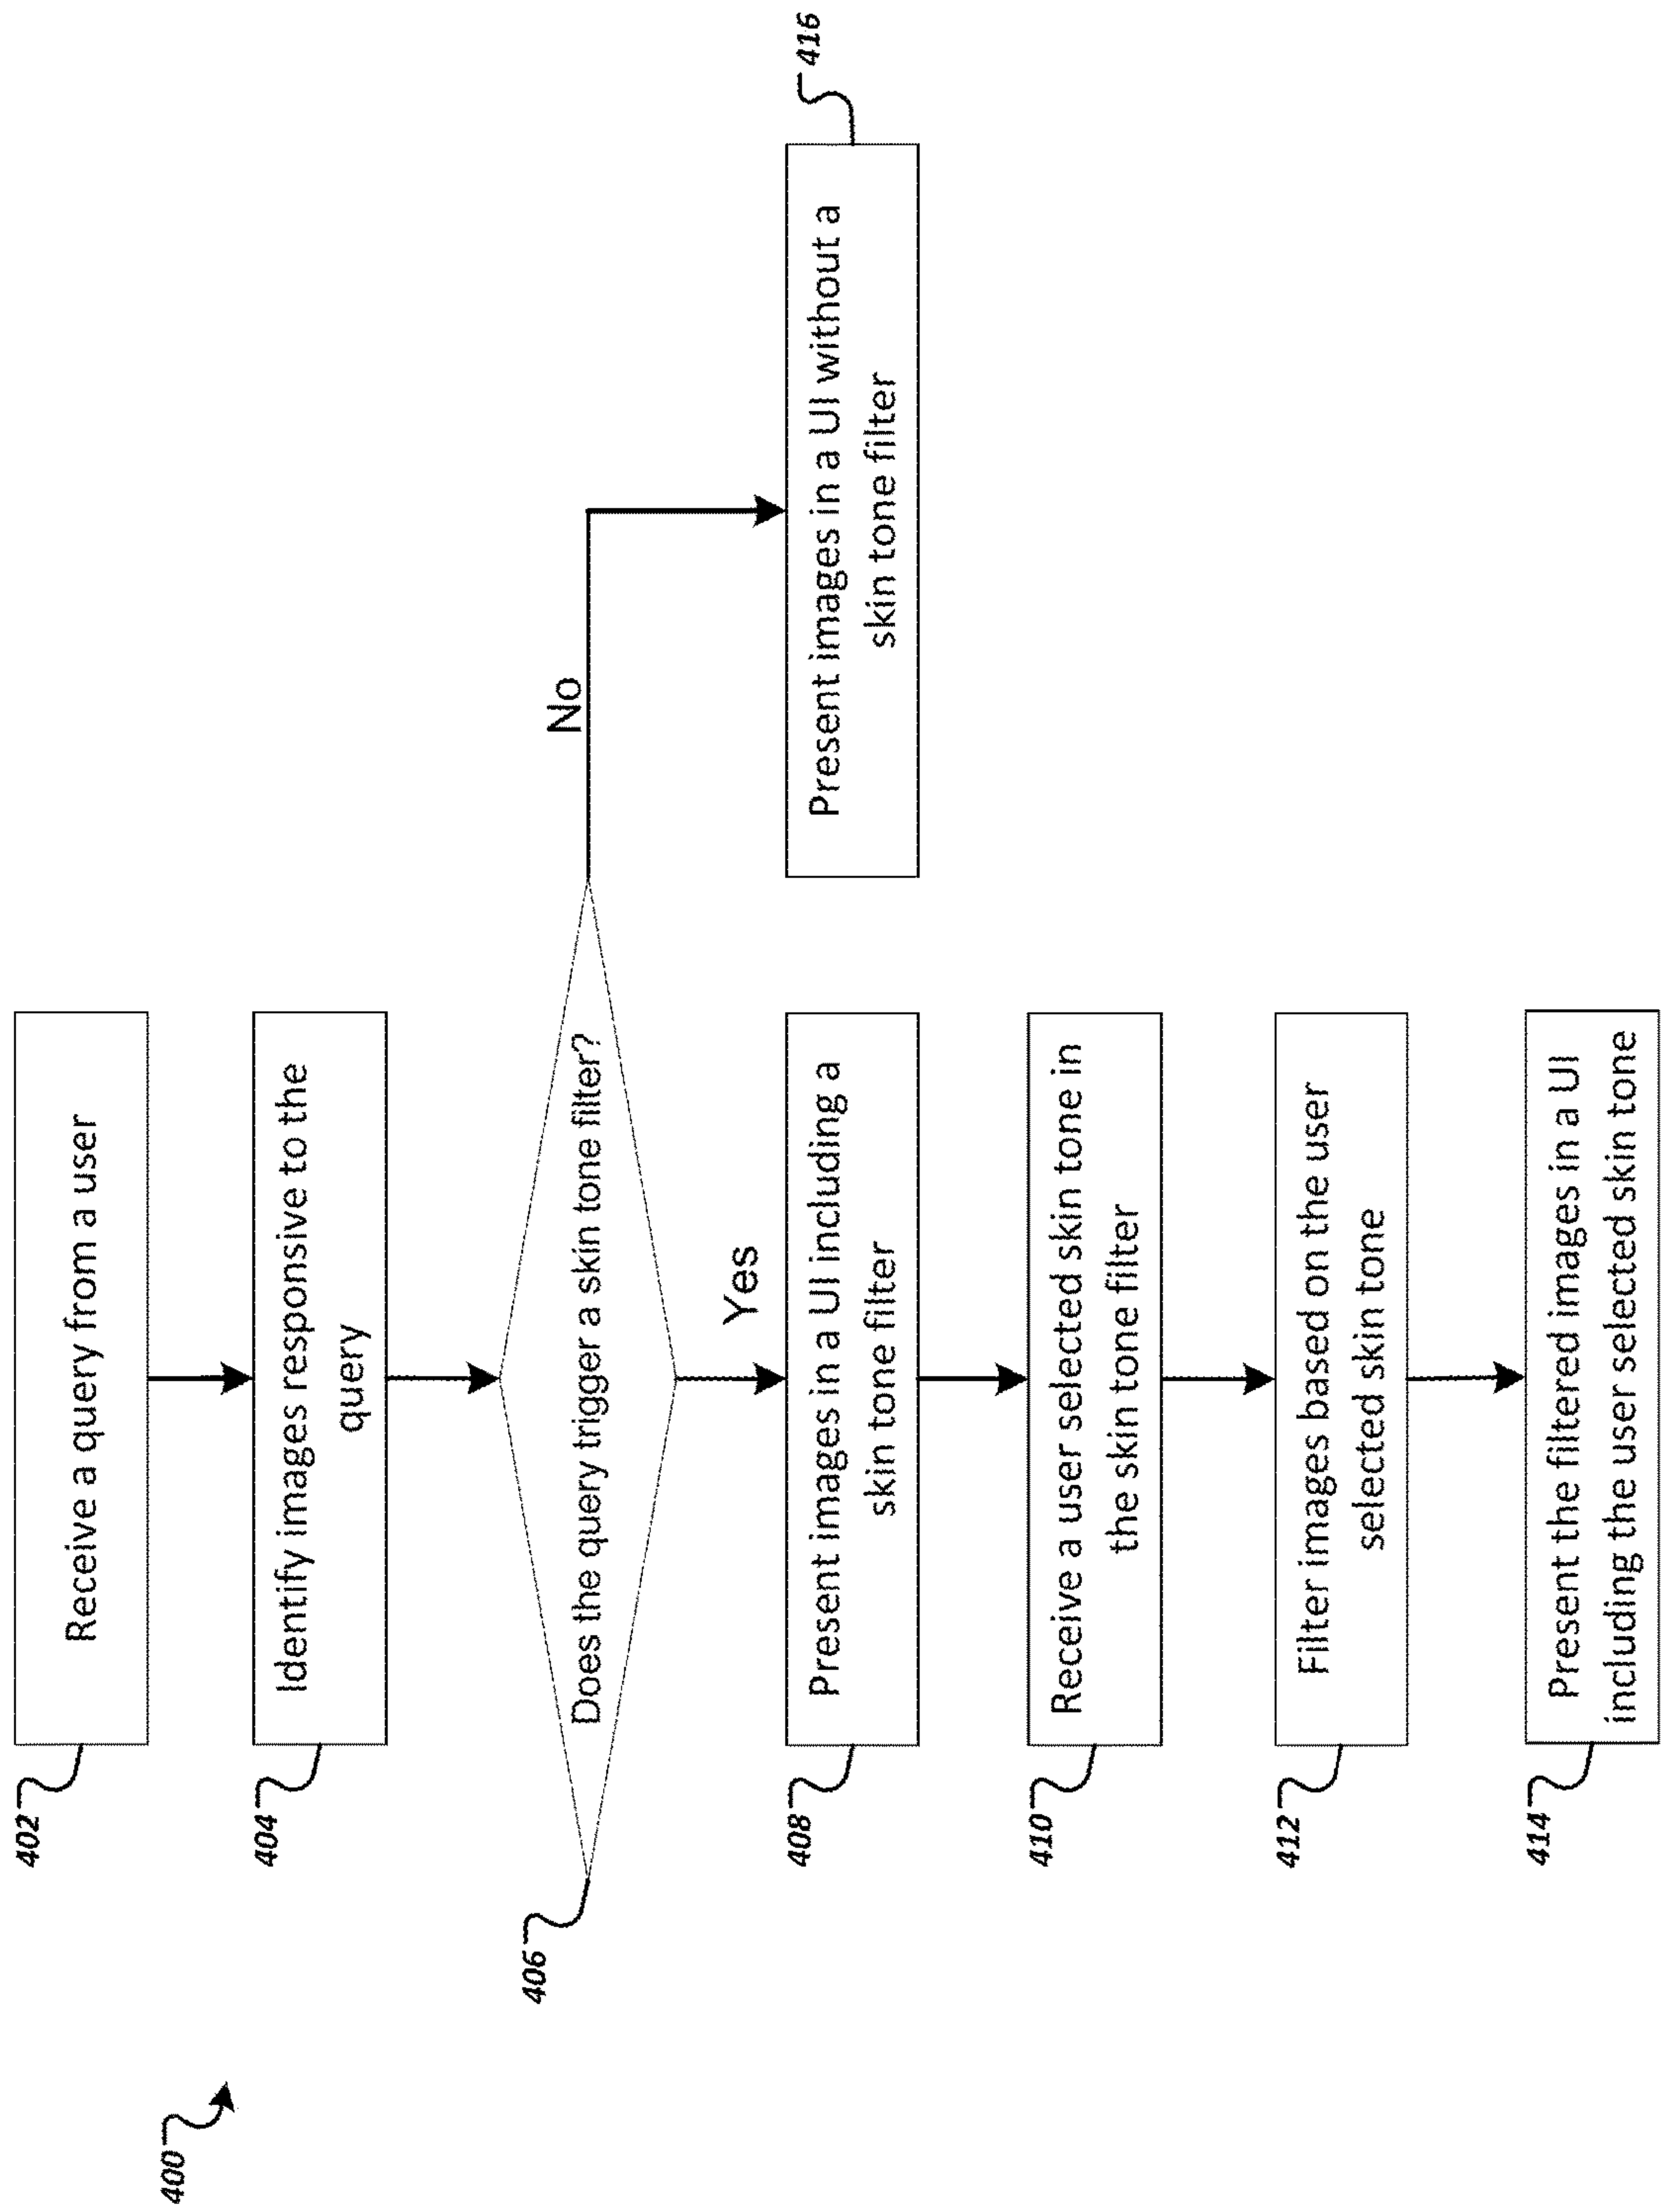 400
402
Receive a query from a user
404
Identify images responsive to the
query
406
Does the query trigger a skin tone filter?
No
Yes
408
Present images in a UI including a
skin tone filter
416
Present images in a UI without a
skin tone filter
410
Receive a user selected skin tone in
the skin tone filter
412
Filter images based on the user
selected skin tone
414
Present the filtered images in a UI
including the user selected skin tone